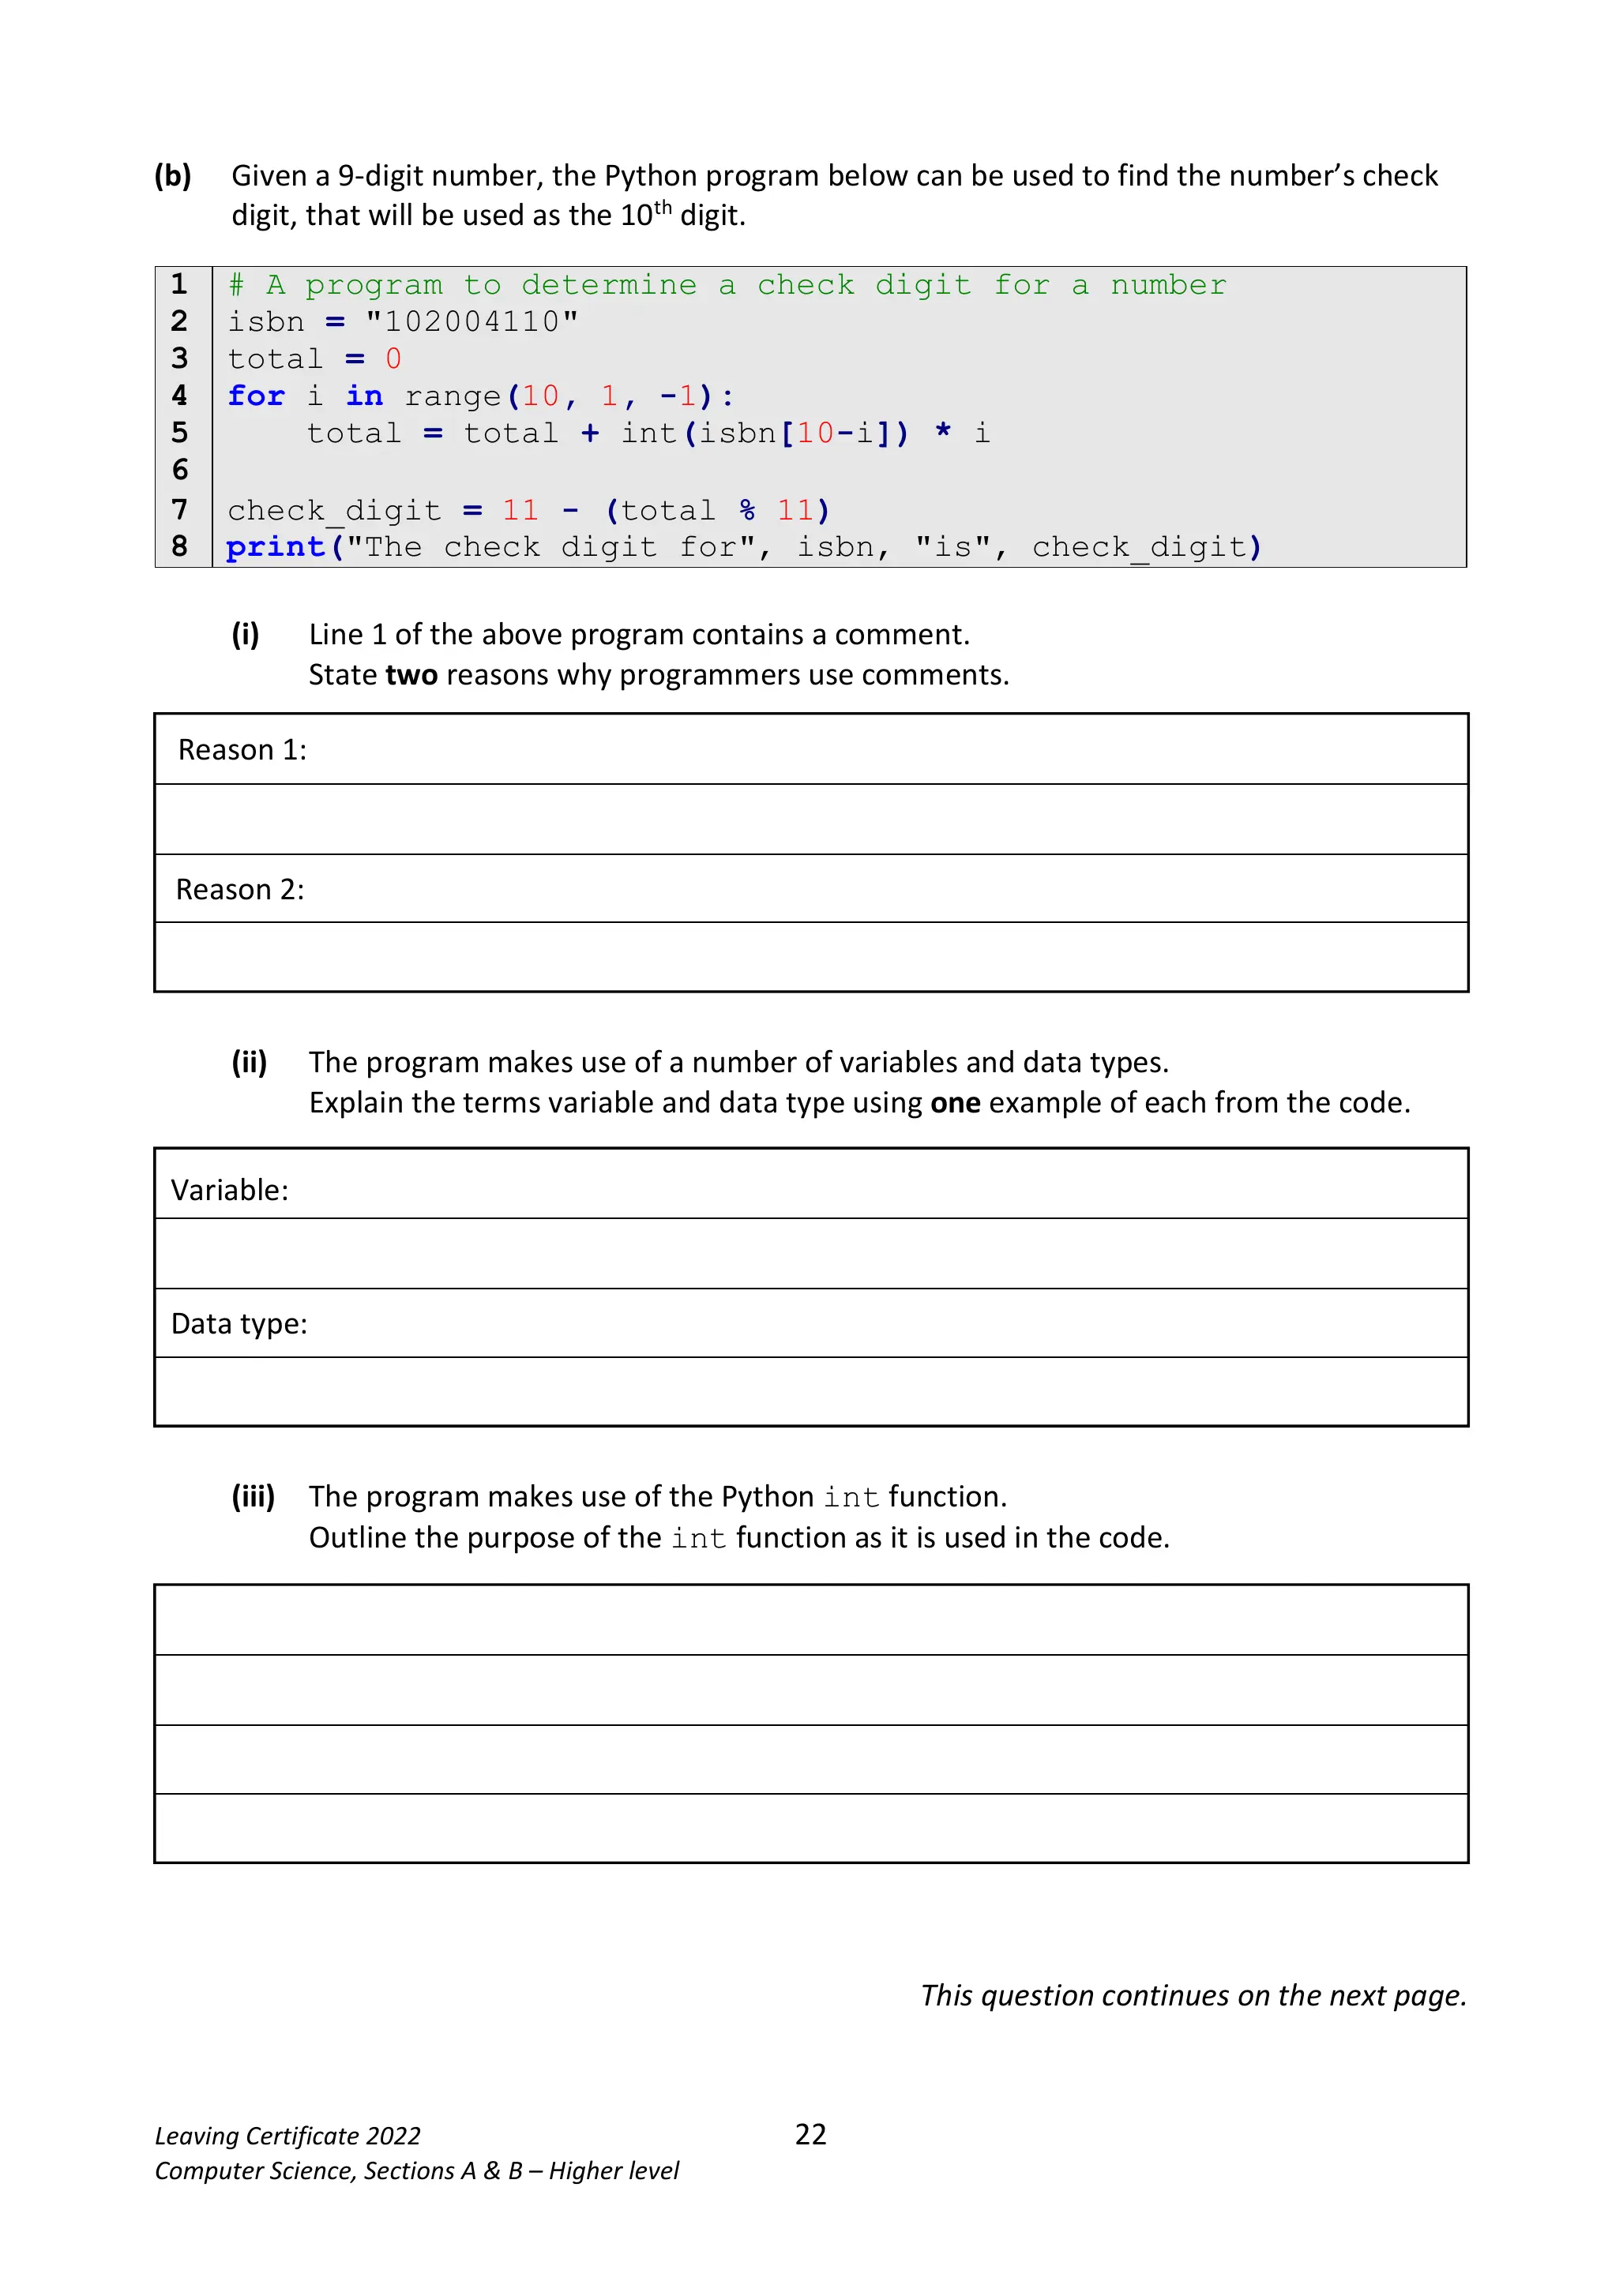 (b) Given a 9-digit number, the Python program below can be used to find the number’s check
digit, that will be used as the 10th digit.
1 # A program to determine a check digit for a number
2 isbn = "102004110"
3 total = 0
4 for i in range(10, 1, -1):
5     total = total + int(isbn[10-i]) * i
6
7 check_digit = 11 - (total % 11)
8 print("The check digit for", isbn, "is", check_digit)
(i) Line 1 of the above program contains a comment.
State two reasons why programmers use comments.
Reason 1:
Reason 2:
(ii) The program makes use of a number of variables and data types.
Explain the terms variable and data type using one example of each from the code.
Variable:
Data type:
(iii) The program makes use of the Python int function.
Outline the purpose of the int function as it is used in the code.
This question continues on the next page.
Leaving Certificate 2022 22
Computer Science, Sections A & B – Higher level